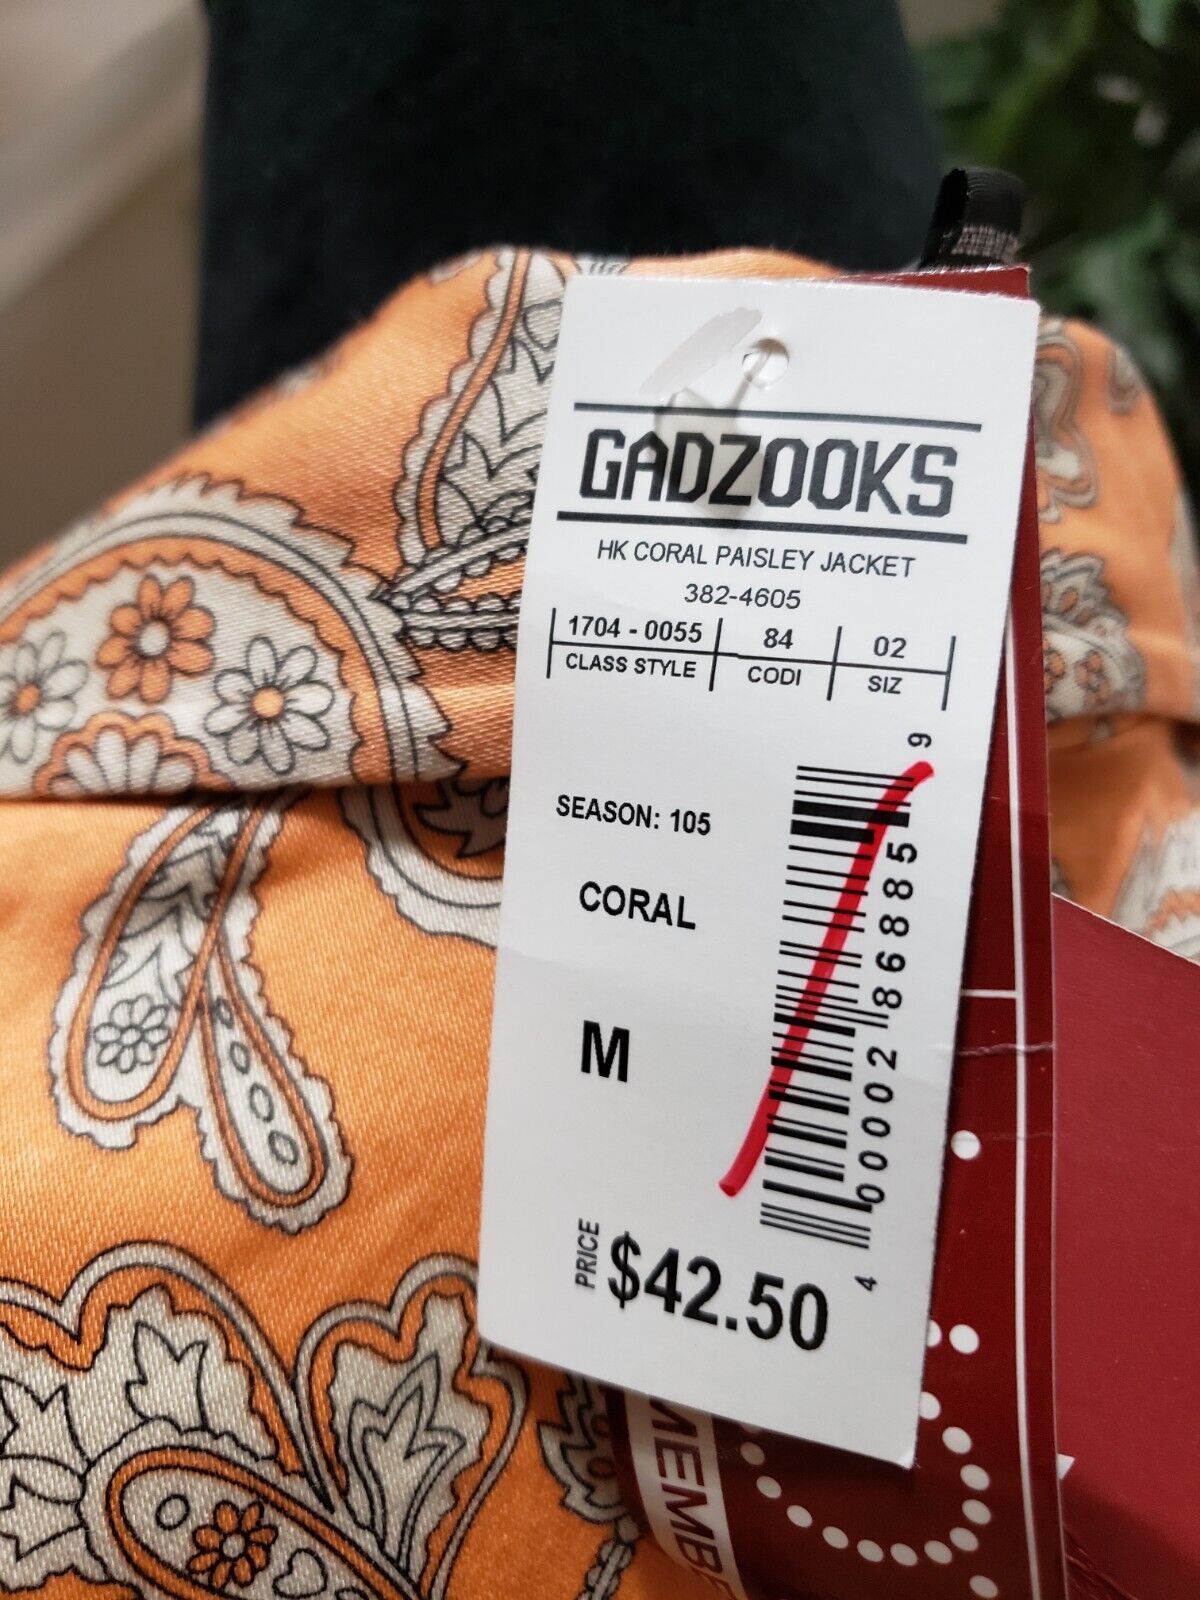 GADZOOKS
HK CORAL PAISLEY JACKET
382-4605
1704 - 0055 84 02
CLASS STYLE CODI SIZ
SEASON: 105
CORAL
M
PRICE $42.50
4 00002 86885 9